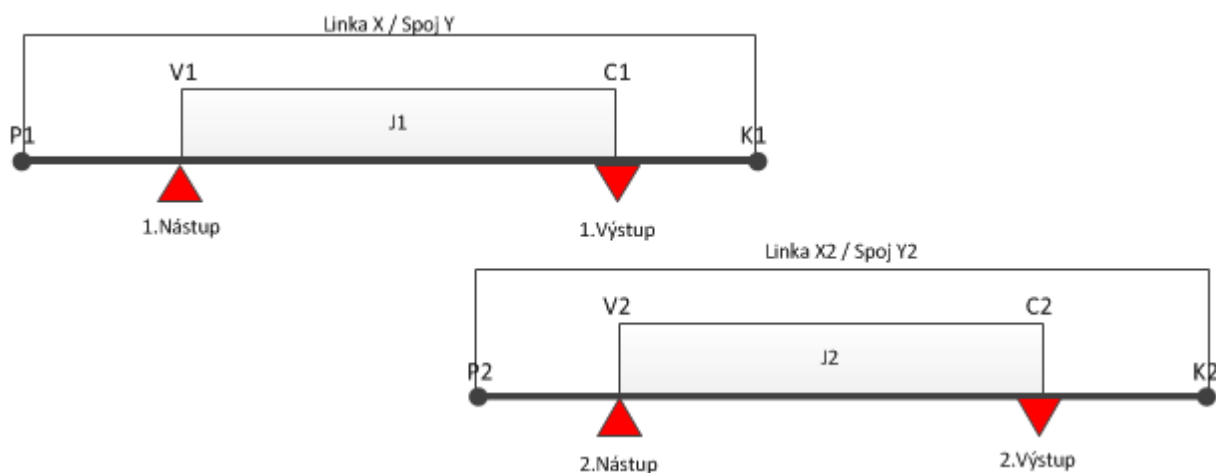 Linka X / Spoj Y
V1
C1
J1
P1
K1
1.Nástup
1.Výstup
Linka X2 / Spoj Y2
V2
C2
J2
P2
K2
2.Nástup
2.Výstup